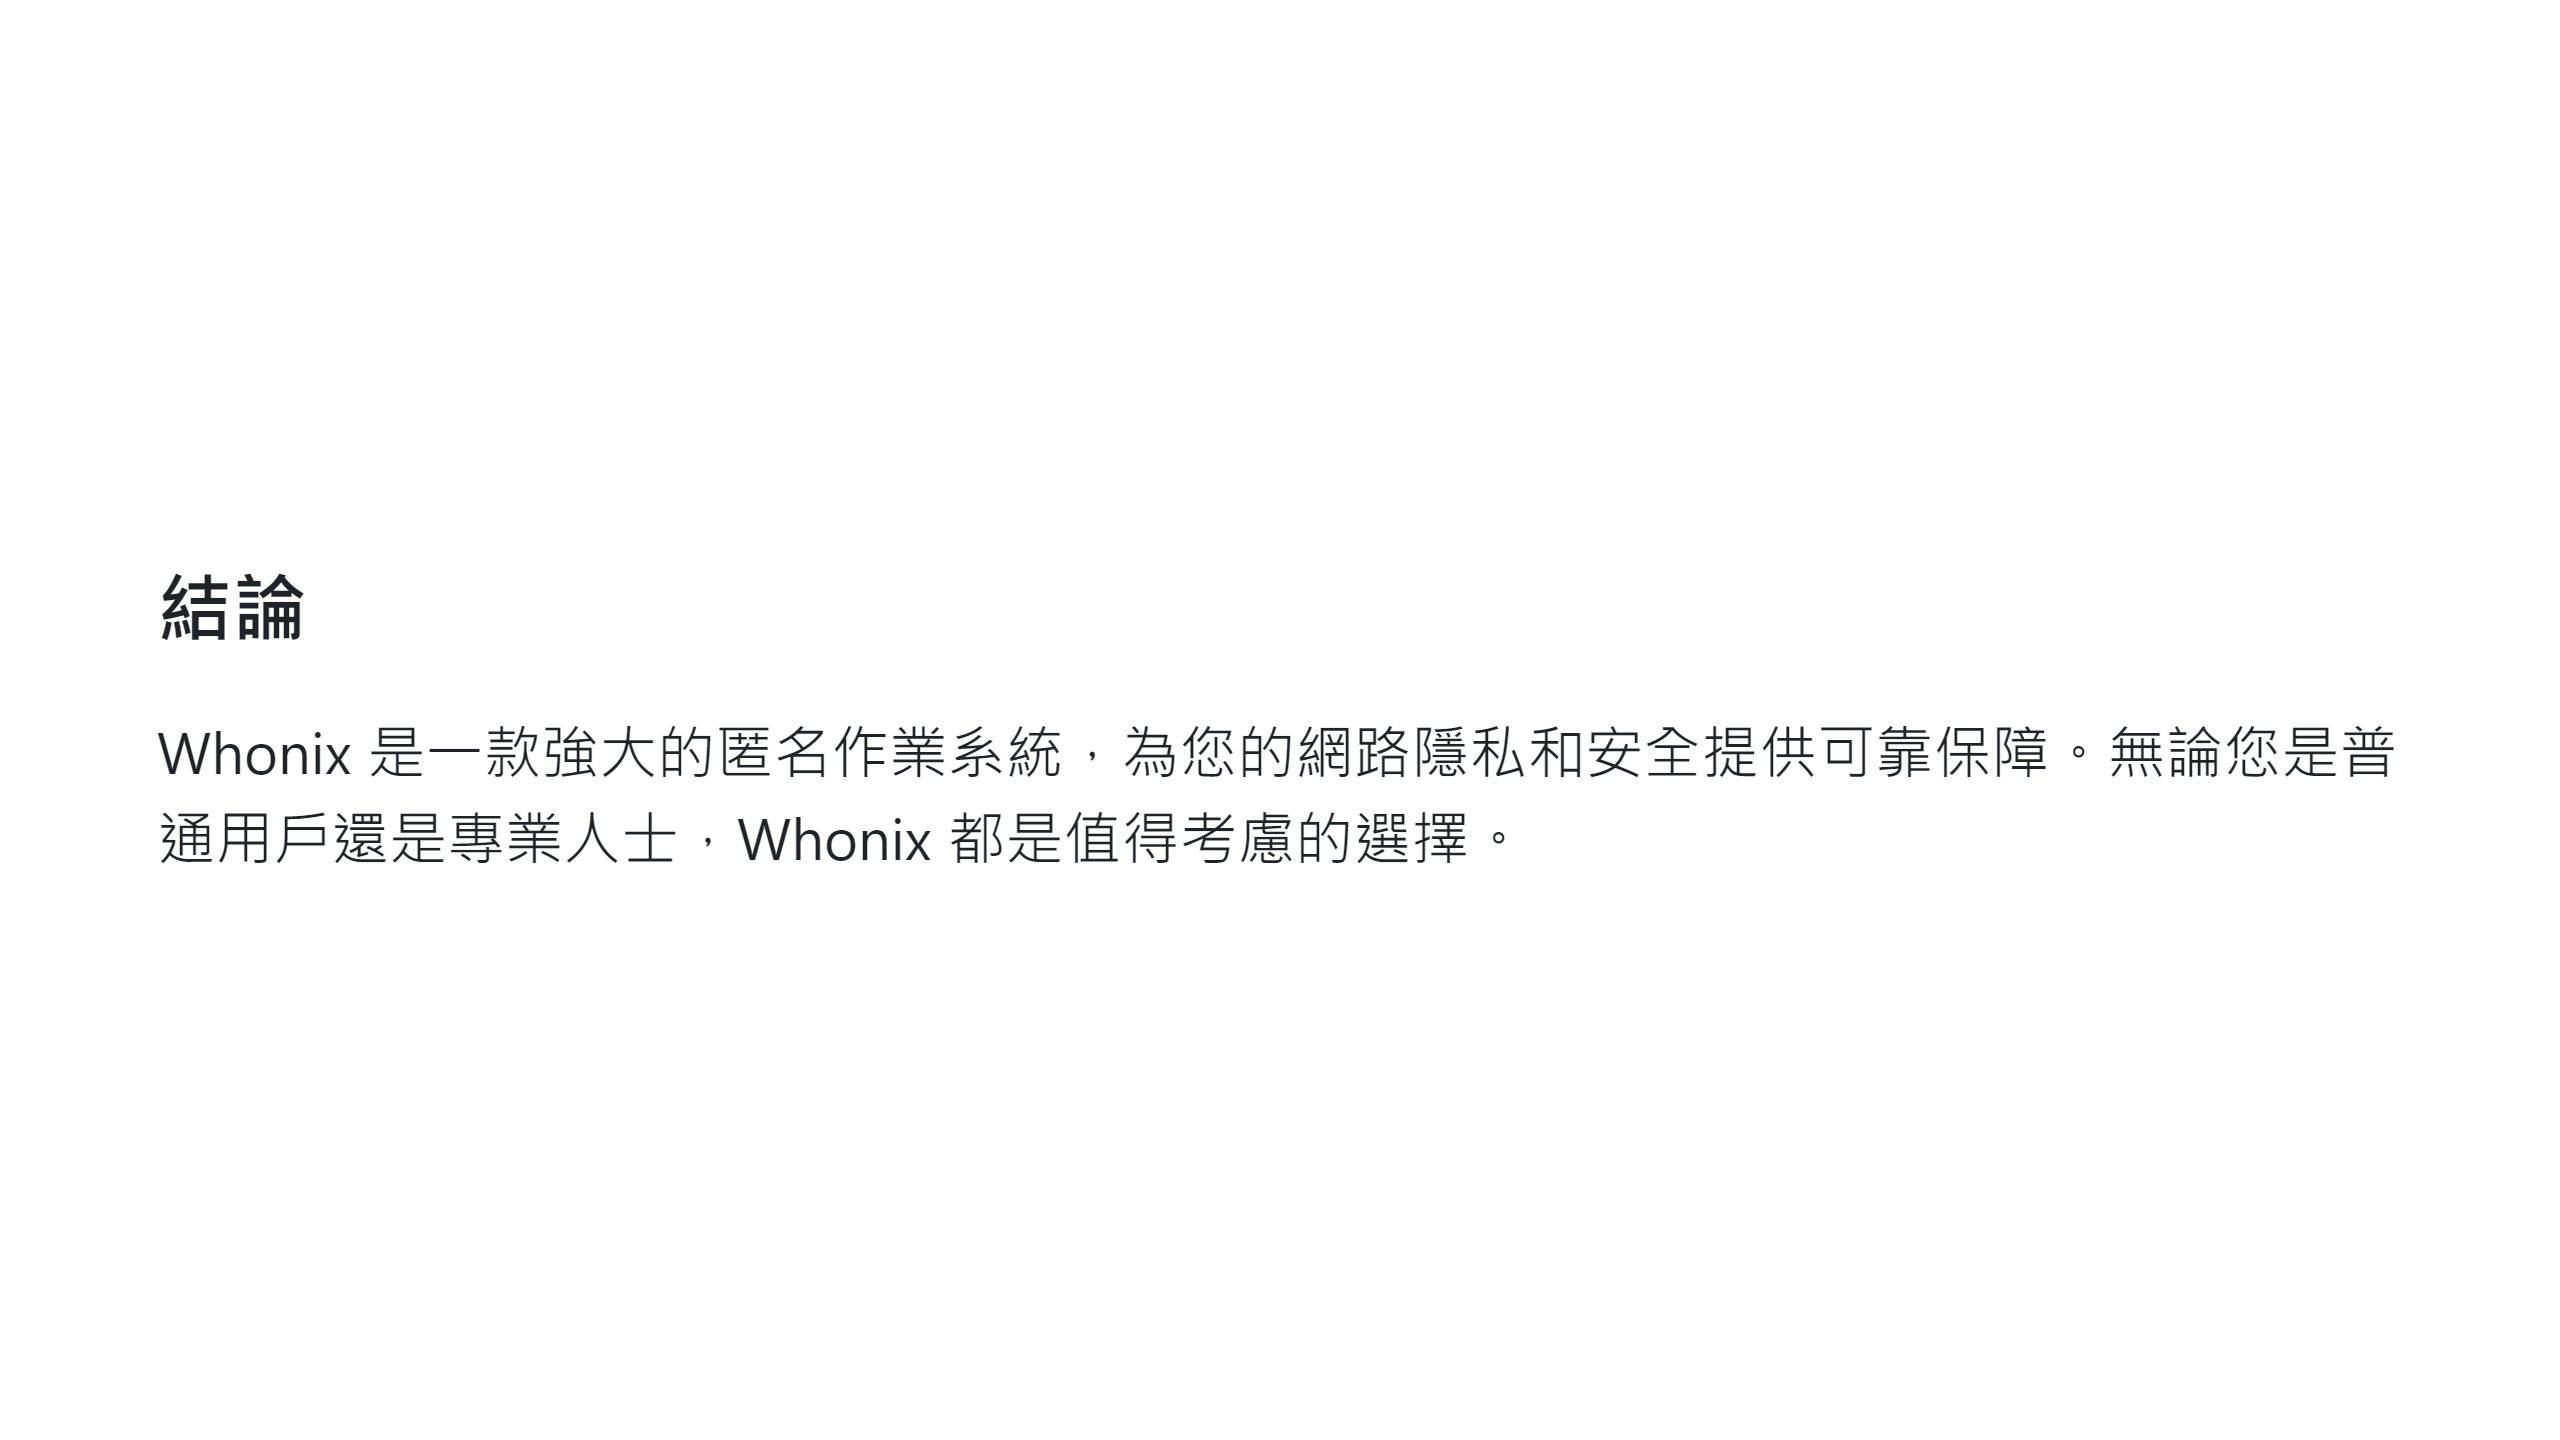 結論
Whonix 是一款強大的匿名作業系統，為您的網路隱私和安全提供可靠保障。無論您是普
通用戶還是專業人士，Whonix 都是值得考慮的選擇。